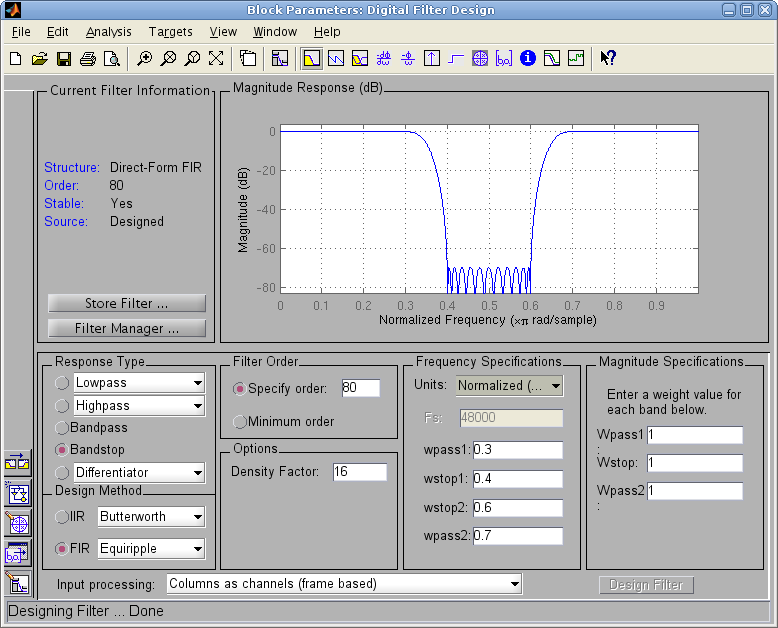 Block Parameters: Digital Filter Design
File Edit Analysis Targets View Window Help
Current Filter Information
Structure: Direct-Form FIR
Order: 80
Stable: Yes
Source: Designed
Store Filter ...
Filter Manager ...
Magnitude Response (dB)
Magnitude (dB)
0
-20
-40
-60
-80
0 0.1 0.2 0.3 0.4 0.5 0.6 0.7 0.8 0.9
Normalized Frequency (×π rad/sample)
Response Type
Lowpass
Highpass
Bandpass
Bandstop
Differentiator
Design Method
IIR Butterworth
FIR Equiripple
Filter Order
Specify order: 80
Minimum order
Options
Density Factor: 16
Frequency Specifications
Units: Normalized (...
Fs: 48000
wpass1: 0.3
wstop1: 0.4
wstop2: 0.6
wpass2: 0.7
Magnitude Specifications
Enter a weight value for
each band below.
Wpass1 1
:
Wstop: 1
Wpass2 1
:
Input processing: Columns as channels (frame based)
Design Filter
Designing Filter ... Done